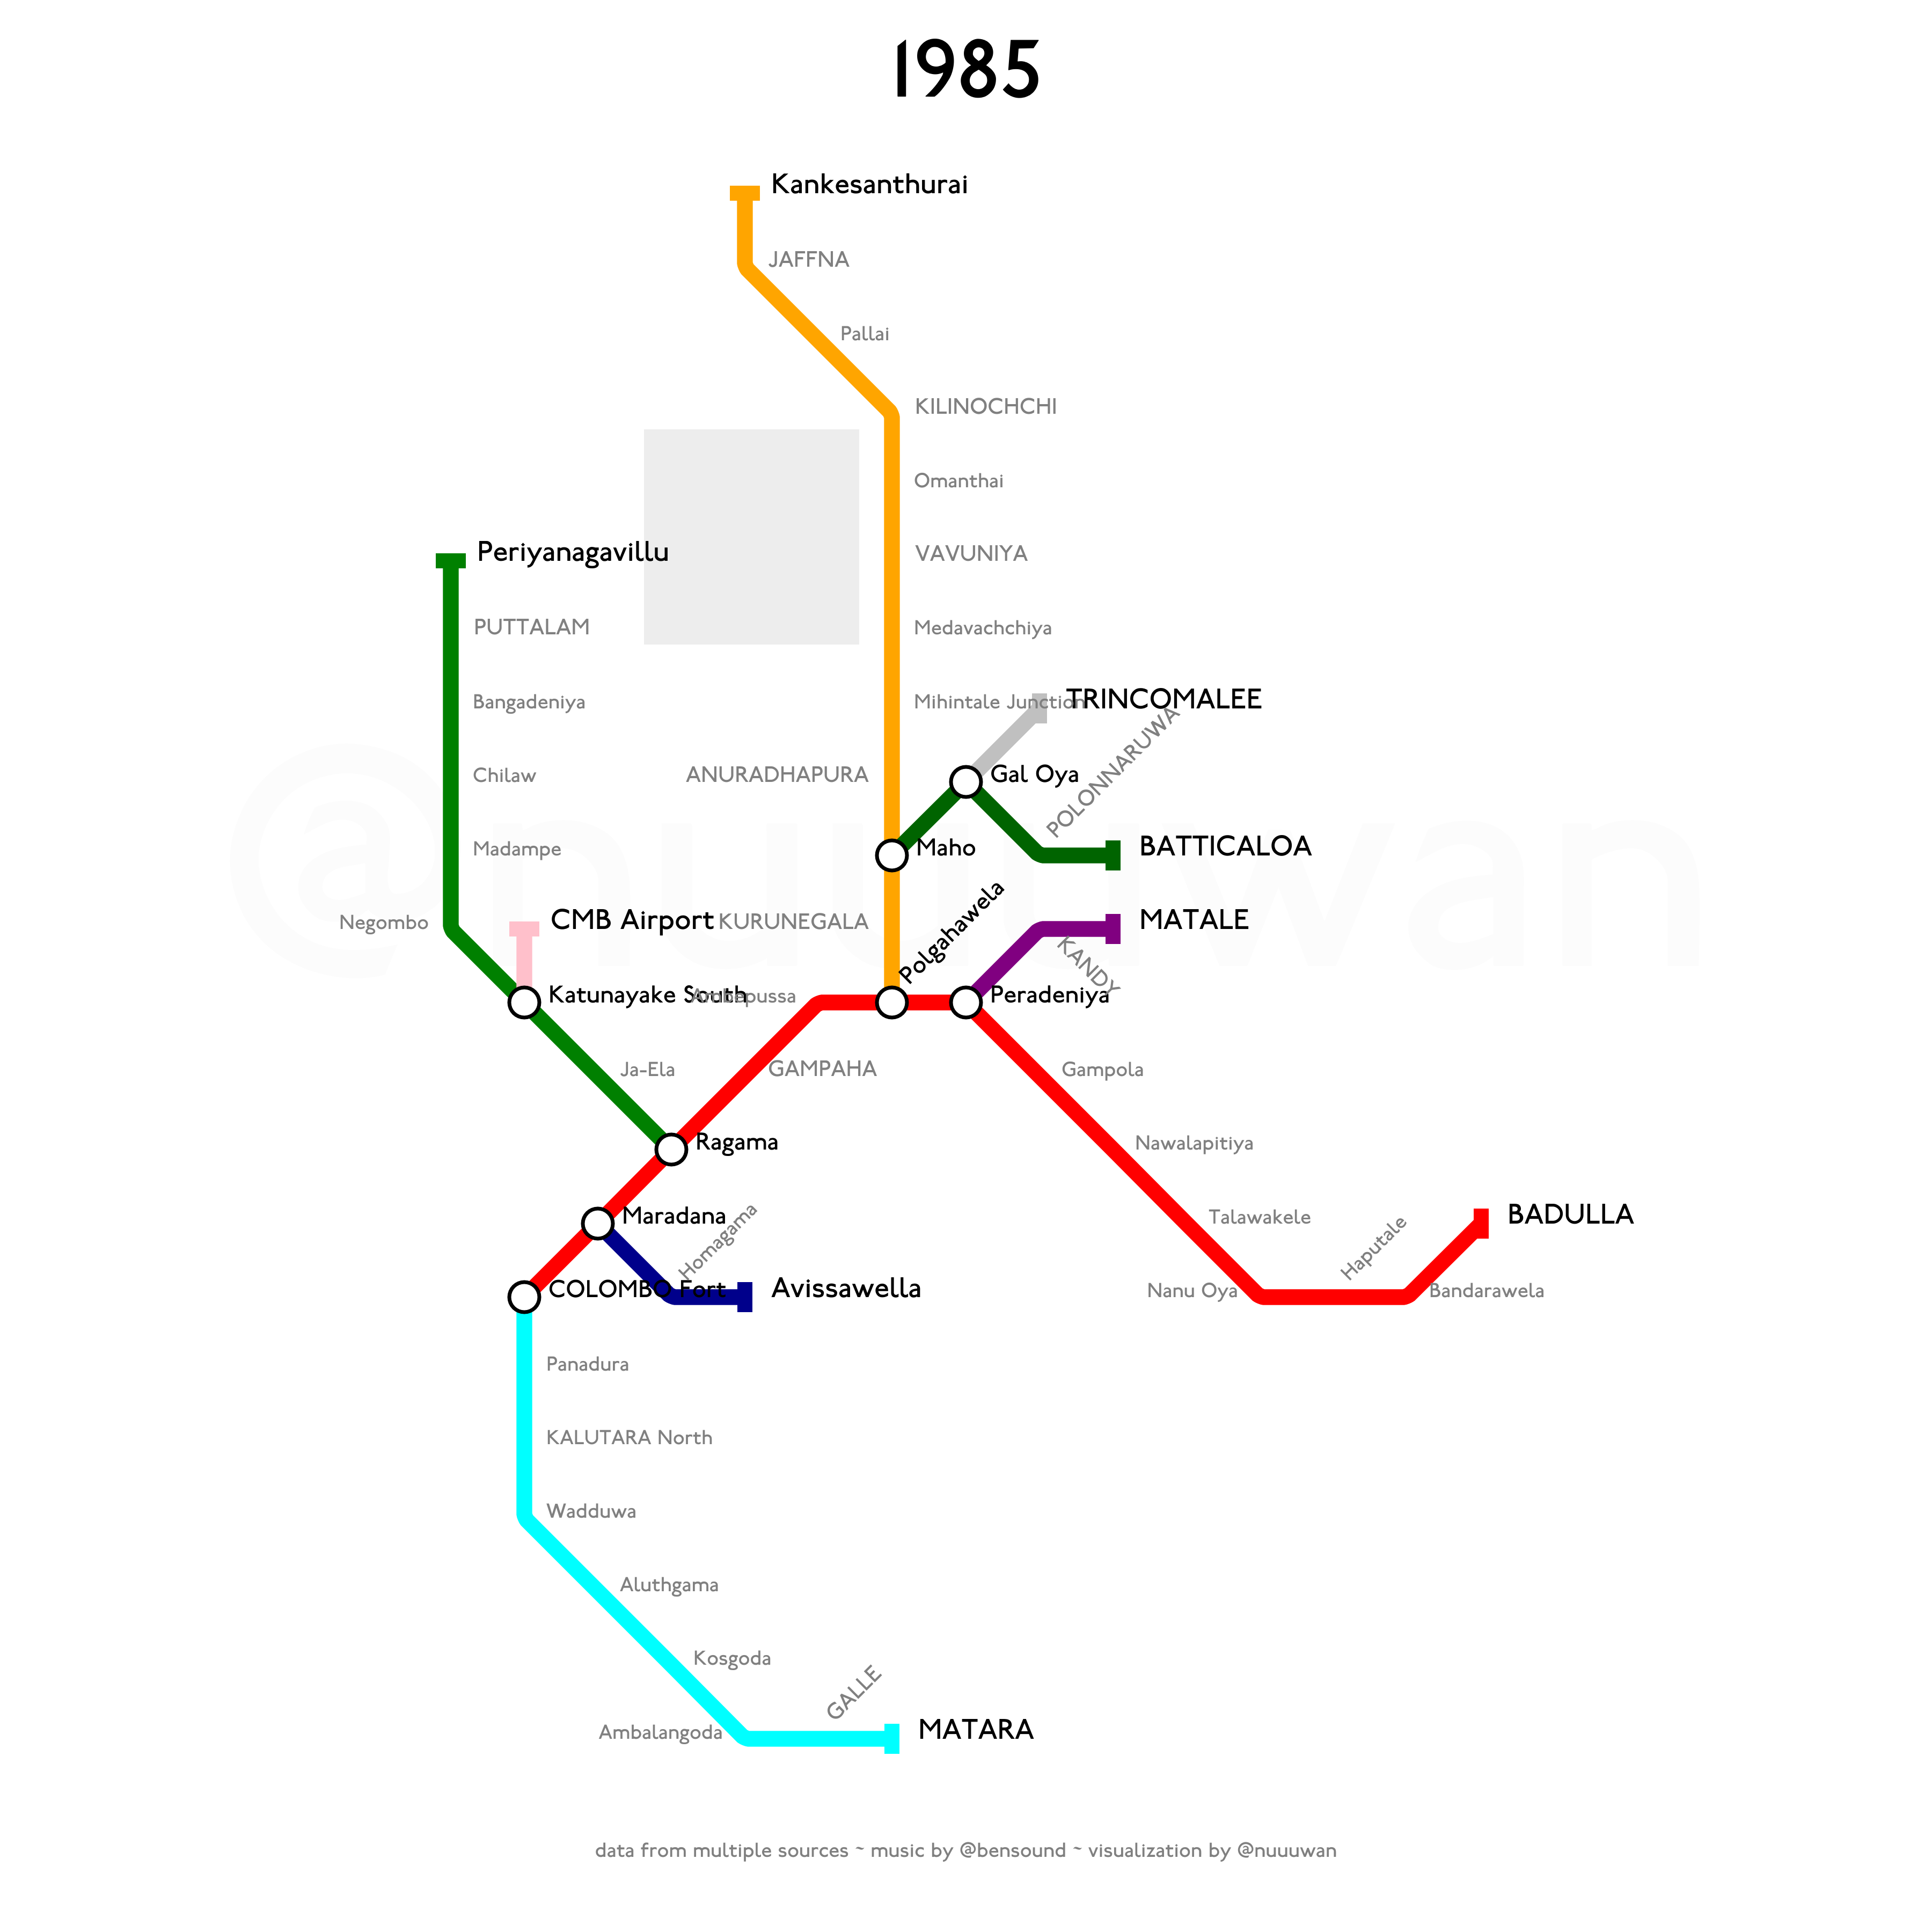 1985
Kankesanthurai
JAFFNA
Pallai
KILINOCHCHI
Omanthai
Periyanagavillu
VAVUNIYA
PUTTALAM
Medavachchiya
Bangadeniya
Mihintale Junction
TRINCOMALEE
POLONNARUWA
Chilaw
ANURADHAPURA
Gal Oya
@nuuuwan
Madampe
Maho
BATTICALOA
Negombo
CMB Airport
KURUNEGALA
Polgahawela
MATALE
KANDY
Katunayake South
Ambepussa
Peradeniya
Ja-Ela
GAMPAHA
Gampola
Ragama
Nawalapitiya
Maradana
Homagama
Talawakele
Haputale
BADULLA
COLOMBO Fort
Avissawella
Nanu Oya
Bandarawela
Panadura
KALUTARA North
Wadduwa
Aluthgama
Kosgoda
GALLE
Ambalangoda
MATARA
data from multiple sources ~ music by @bensound ~ visualization by @nuuuwan